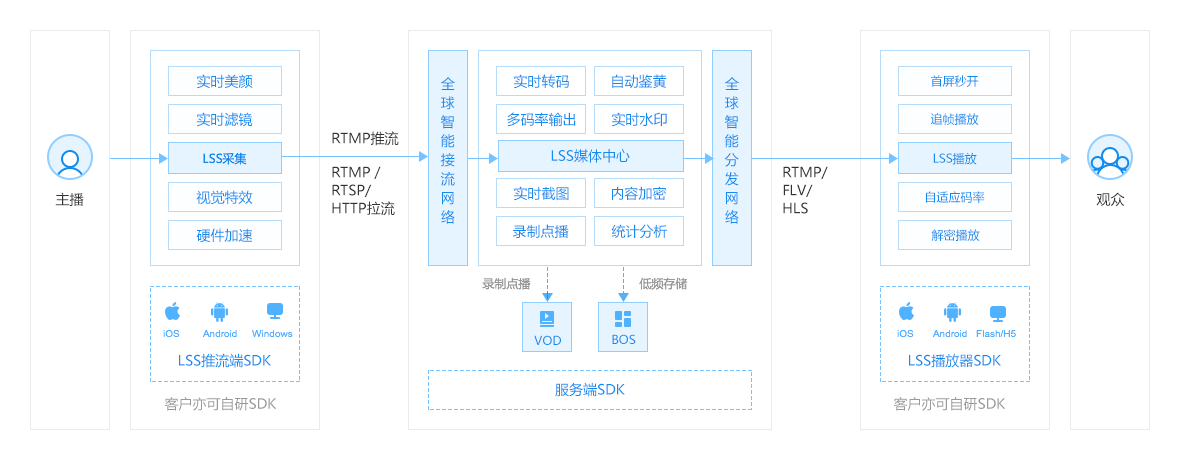 主播
实时美颜
实时滤镜
LSS采集
视觉特效
硬件加速
iOS
Android
Windows
LSS推流端SDK
客户亦可自研SDK
RTMP推流
RTMP /
RTSP/
HTTP拉流
全球智能接流网络
实时转码
自动鉴黄
多码率输出
实时水印
LSS媒体中心
实时截图
内容加密
录制点播
统计分析
全球智能分发网络
录制点播
低频存储
VOD
BOS
服务端SDK
RTMP/
FLV/
HLS
首屏秒开
追帧播放
LSS播放
自适应码率
解密播放
iOS
Android
Flash/H5
LSS播放器SDK
客户亦可自研SDK
观众